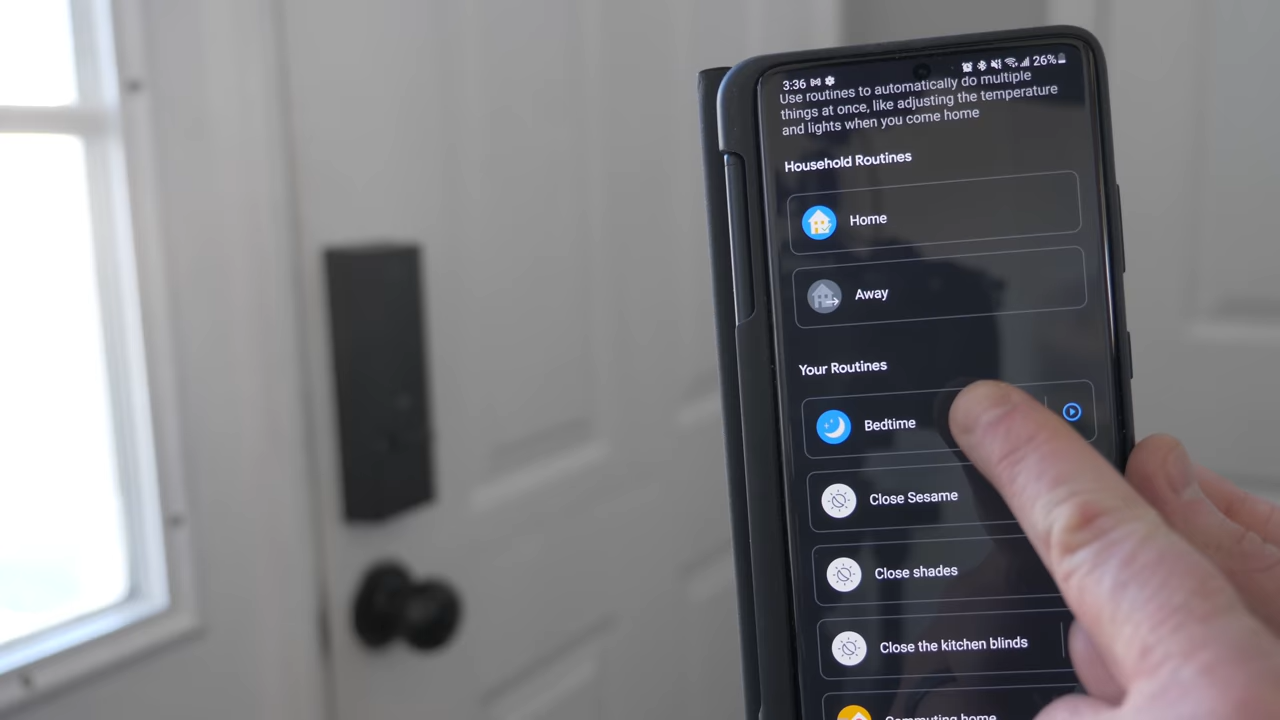 3:36 26%
Use routines to automatically do multiple
things at once, like adjusting the temperature
and lights when you come home
Household Routines
Home
Away
Your Routines
Bedtime
Close Sesame
Close shades
Close the kitchen blinds
Commuting home